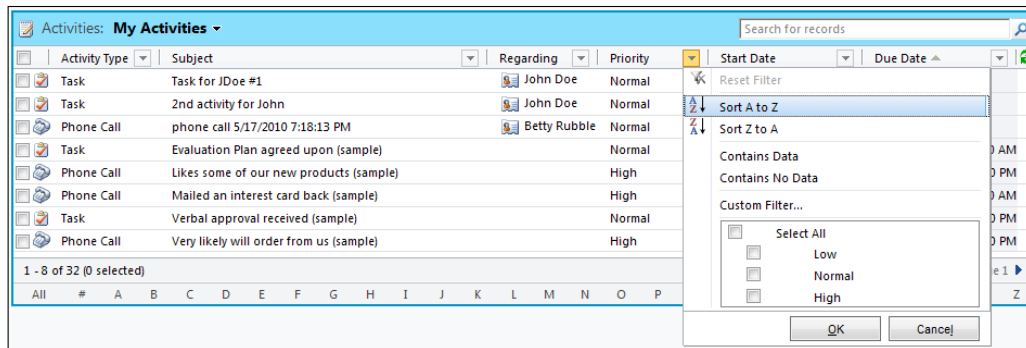 Activities: My Activities
Search for records
Activity Type Subject Regarding Priority Start Date Due Date
Task Task for JDoe #1 John Doe Normal
Task 2nd activity for John John Doe Normal
Phone Call phone call 5/17/2010 7:18:13 PM Betty Rubble Normal
Task Evaluation Plan agreed upon (sample) Normal AM
Phone Call Likes some of our new products (sample) High PM
Phone Call Mailed an interest card back (sample) High AM
Task Verbal approval received (sample) Normal PM
Phone Call Very likely will order from us (sample) High PM
Reset Filter
Sort A to Z
Sort Z to A
Contains Data
Contains No Data
Custom Filter...
Select All
Low
Normal
High
OK Cancel
1 - 8 of 32 (0 selected) e 1
All # A B C D E F G H I J K L M N O P Z